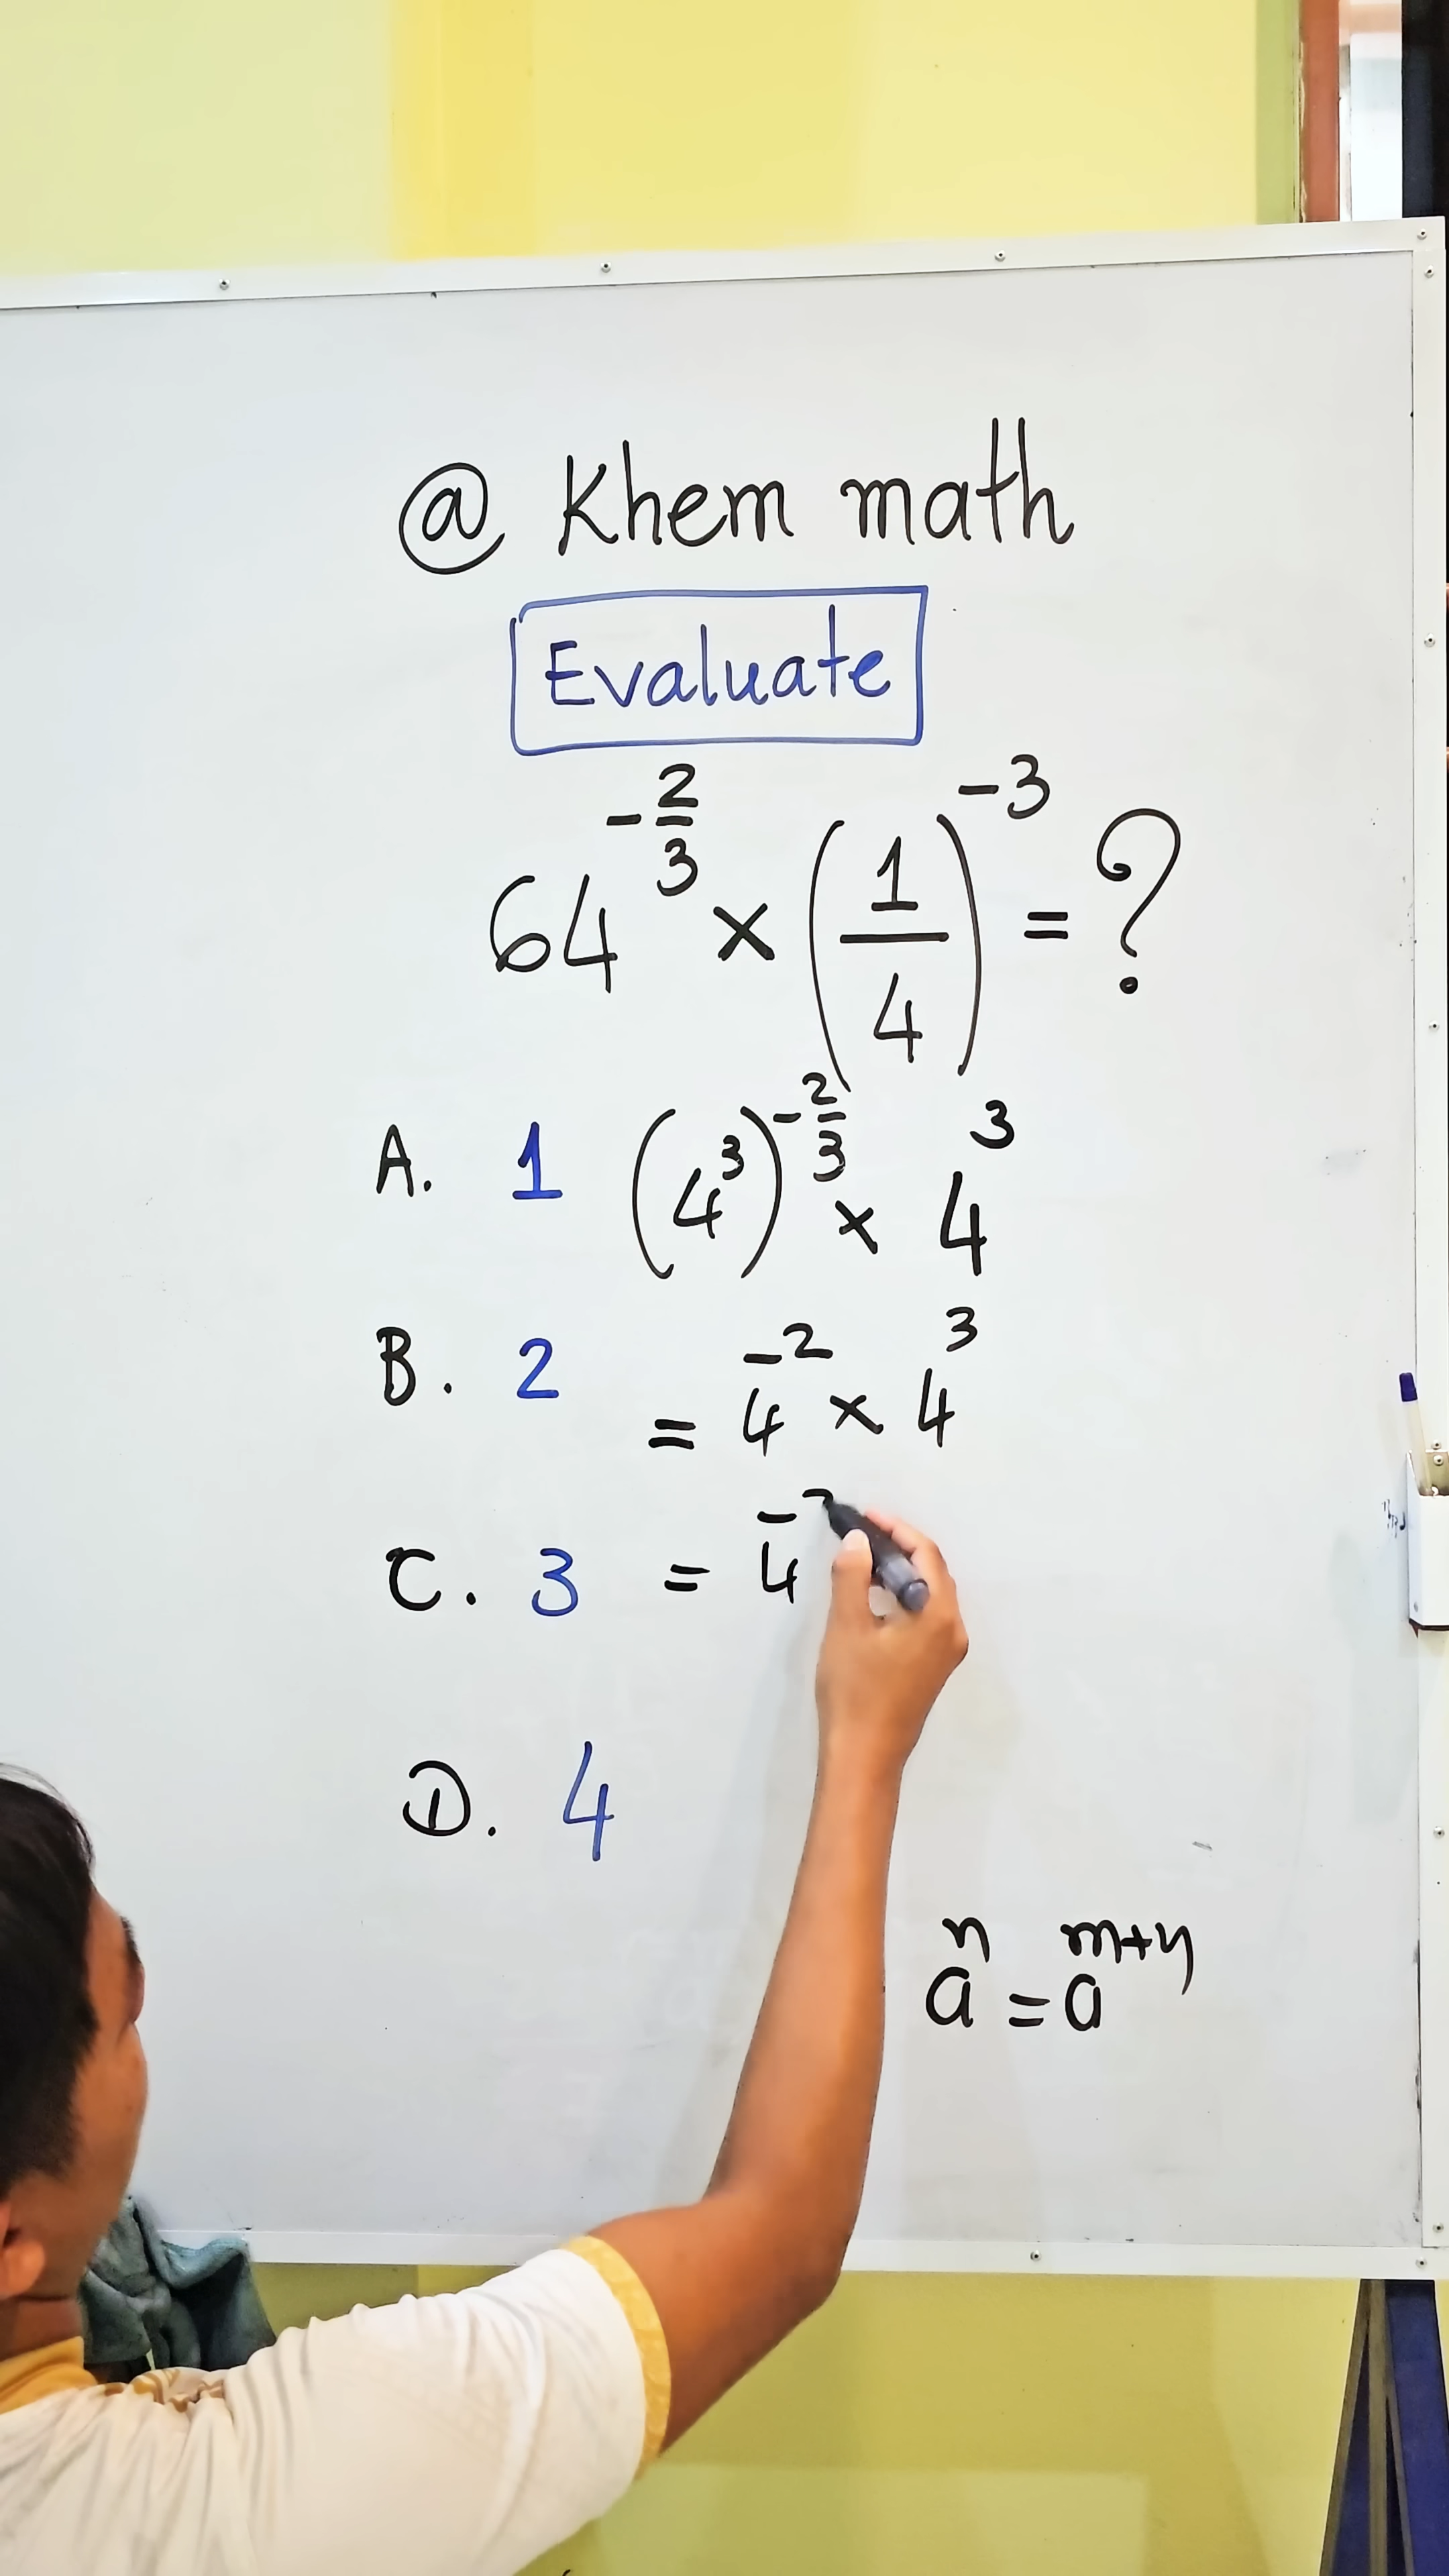 @ Khem math
Evaluate
64^(-2/3) × (1/4)^(-3) = ?
A. 1 (4^3)^(-2/3) × 4^3
B. 2 = 4^(-2) × 4^3
C. 3 = 4^-
D. 4
a^n = a^(m+n)